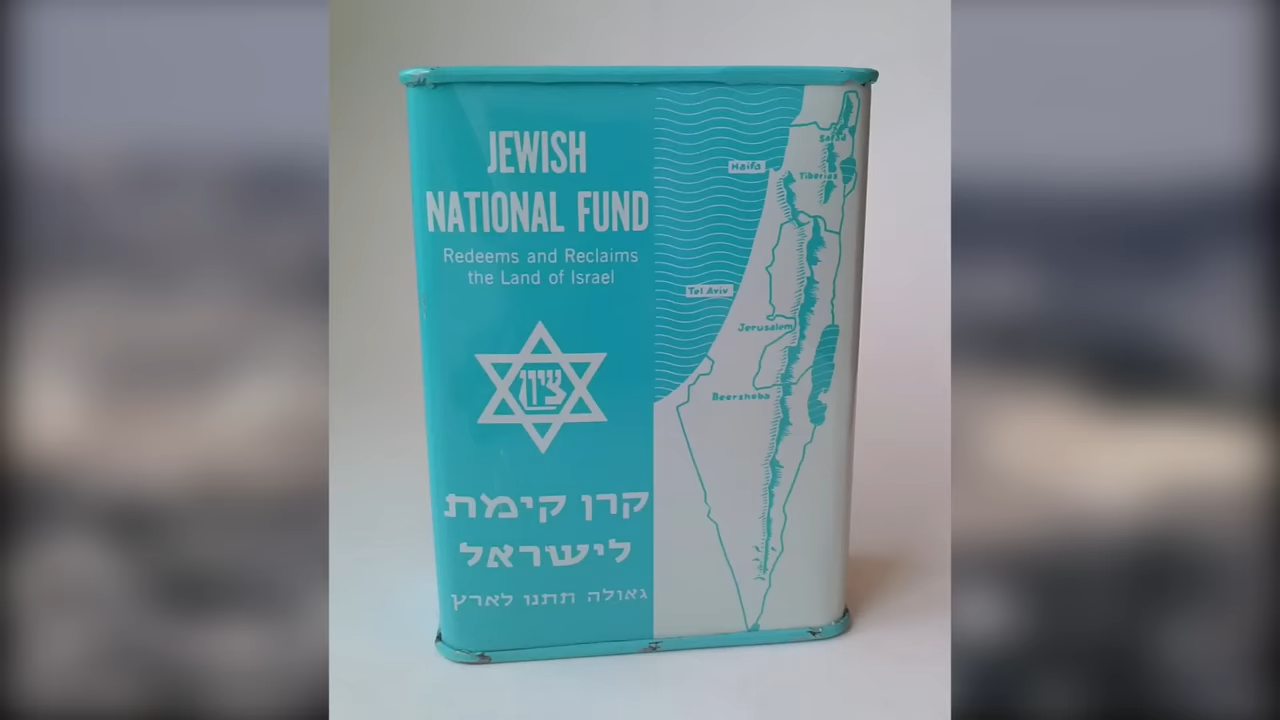 JEWISH
NATIONAL FUND
Redeems and Reclaims
the Land of Israel
ציון
קרן קימת
לישראל
גאולה תתנו לארץ
Safad
Haifa
Tiberias
Tel Aviv
Jerusalem
Beersheba